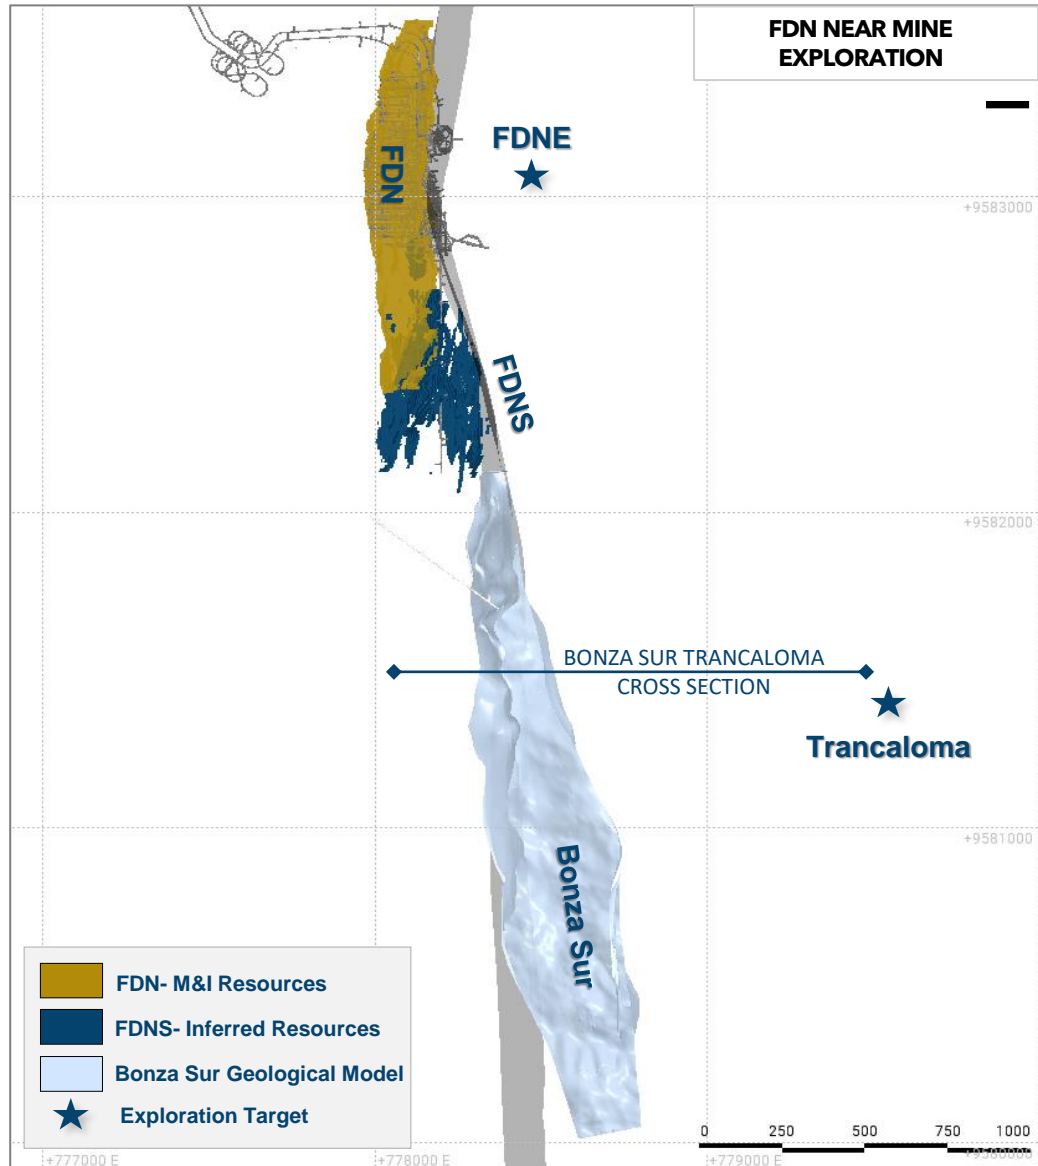 FDN NEAR MINE
EXPLORATION
FDNE
FDN
+9583000
FDNS
+9582000
BONZA SUR TRANCALOMA
CROSS SECTION
Trancaloma
+9581000
Bonza Sur
FDN- M&I Resources
FDNS- Inferred Resources
Bonza Sur Geological Model
Exploration Target
0 250 500 750 1000
+9580000
+777000 E +778000 E +779000 E